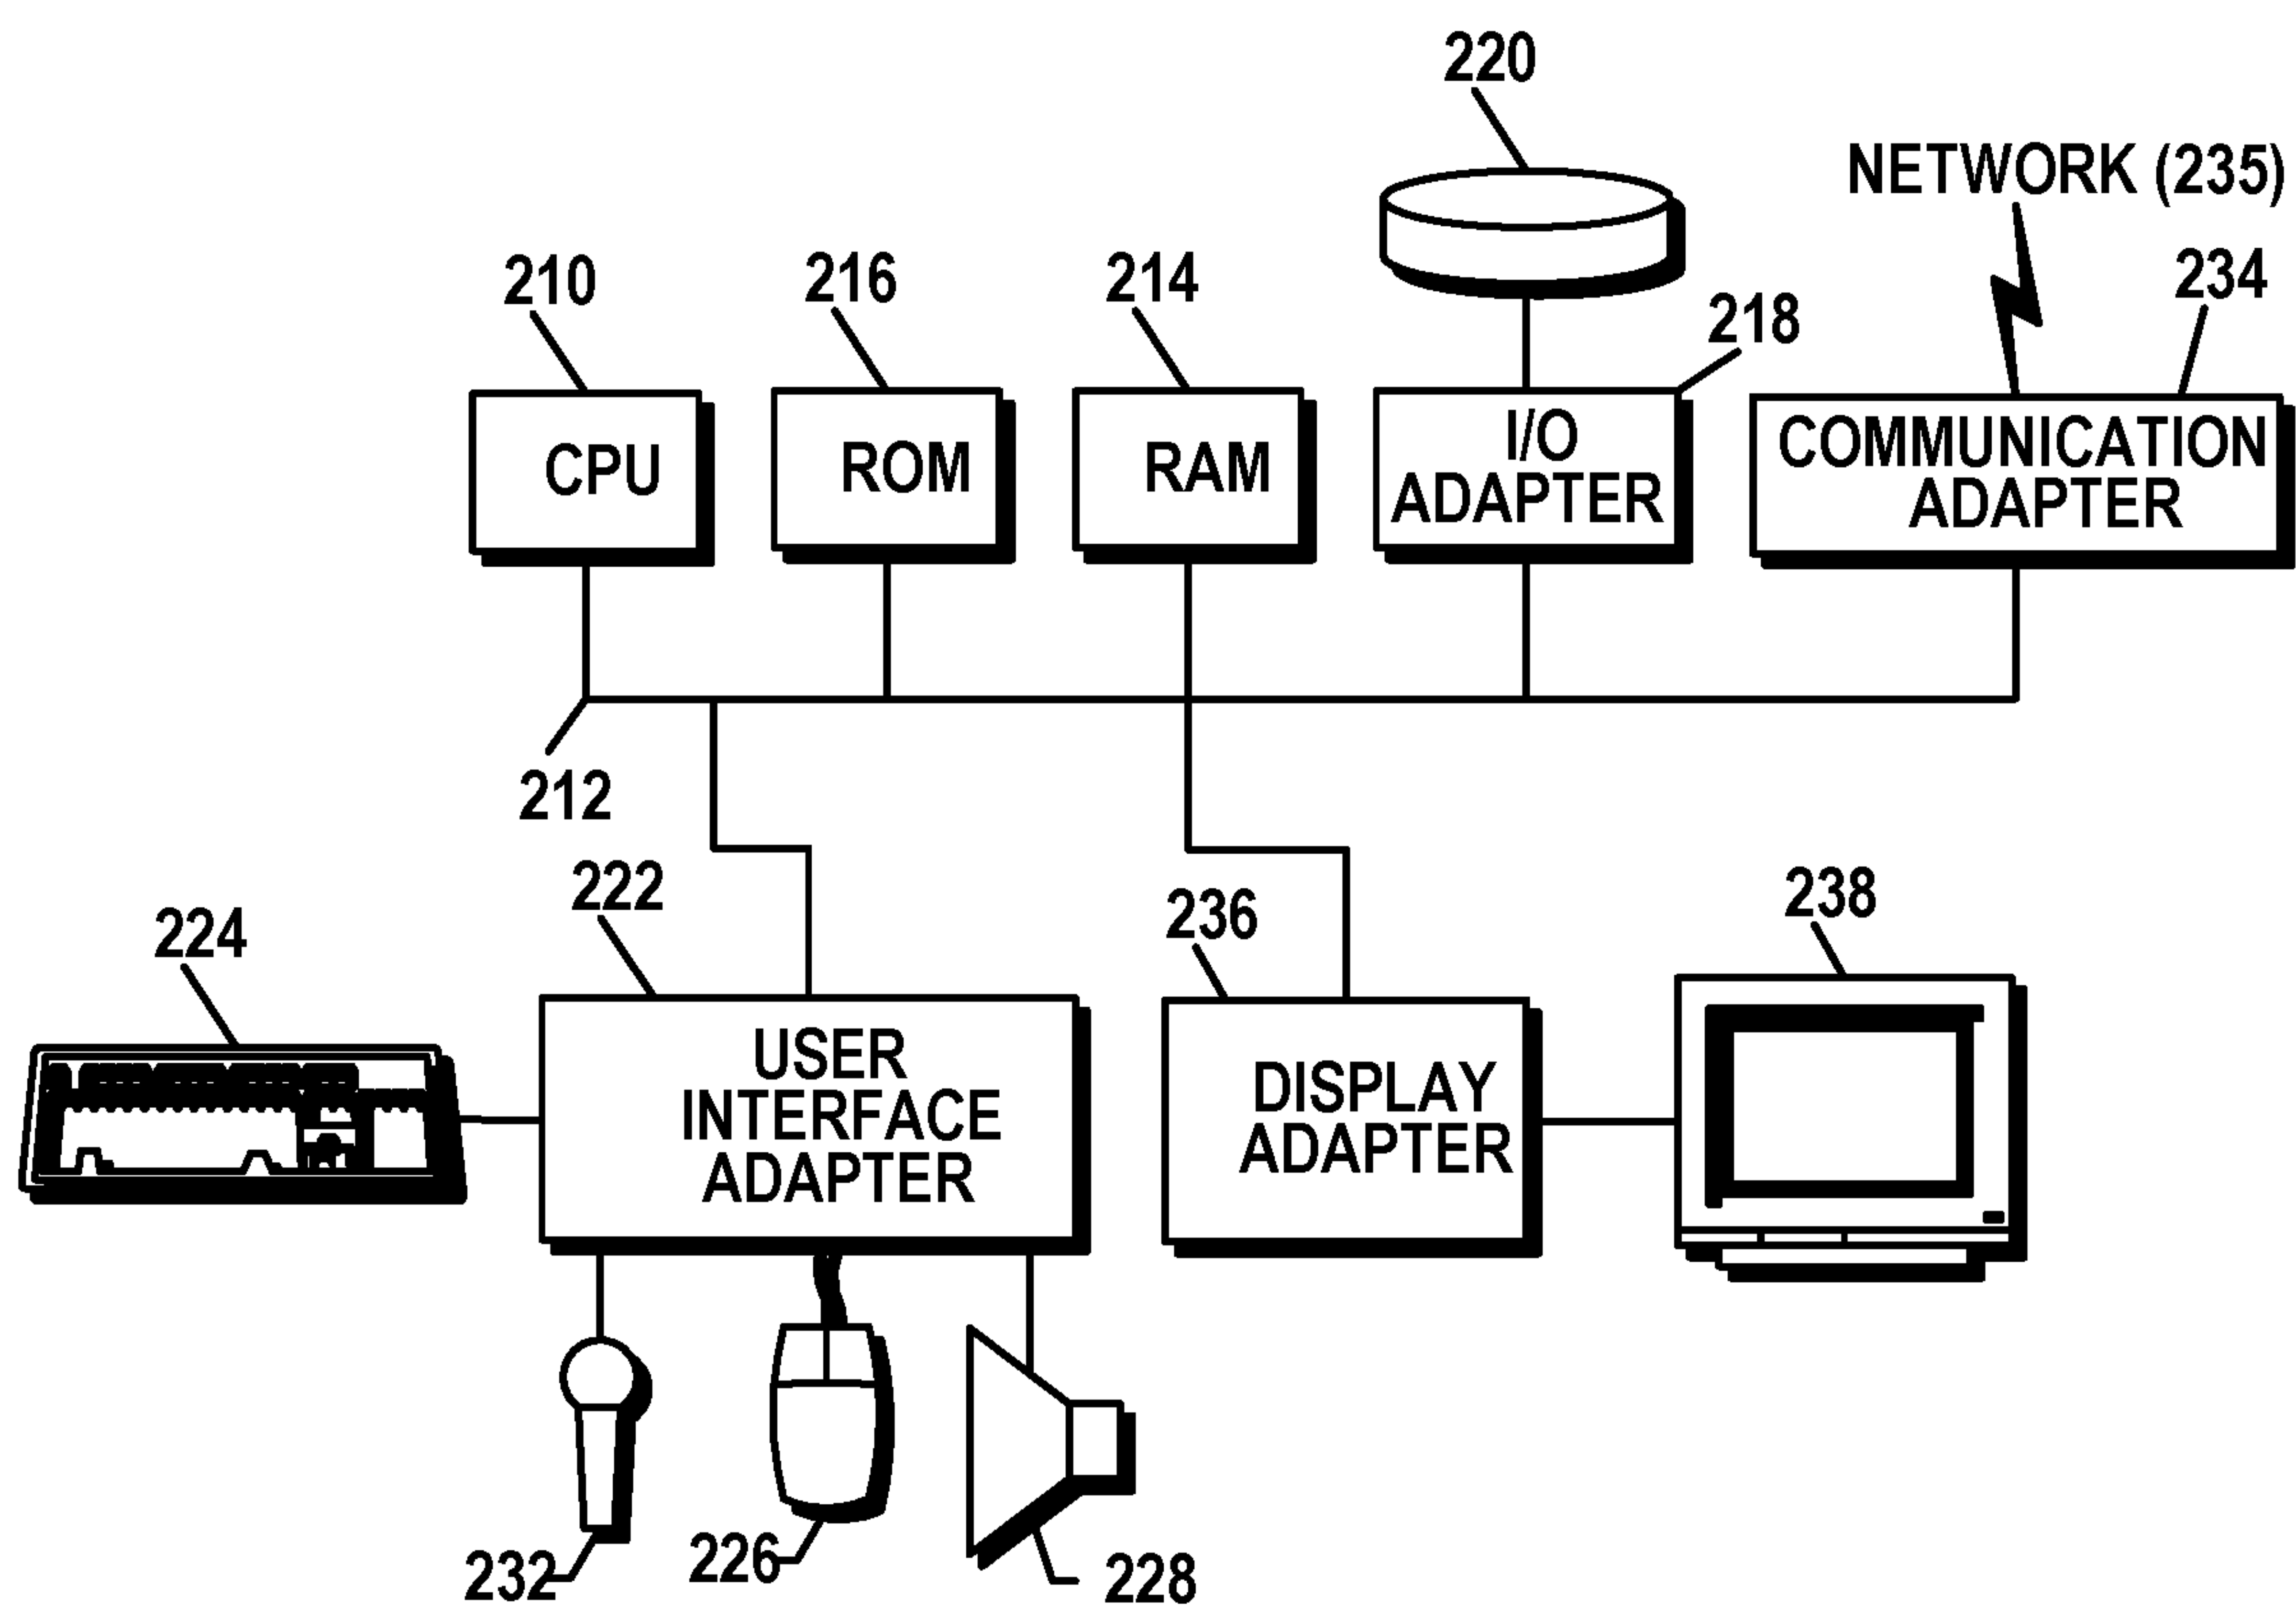 220
NETWORK (235)
210
216
214
218
234
CPU
ROM
RAM
I/O
ADAPTER
COMMUNICATION
ADAPTER
212
222
224
236
238
USER
INTERFACE
ADAPTER
DISPLAY
ADAPTER
232
226
228